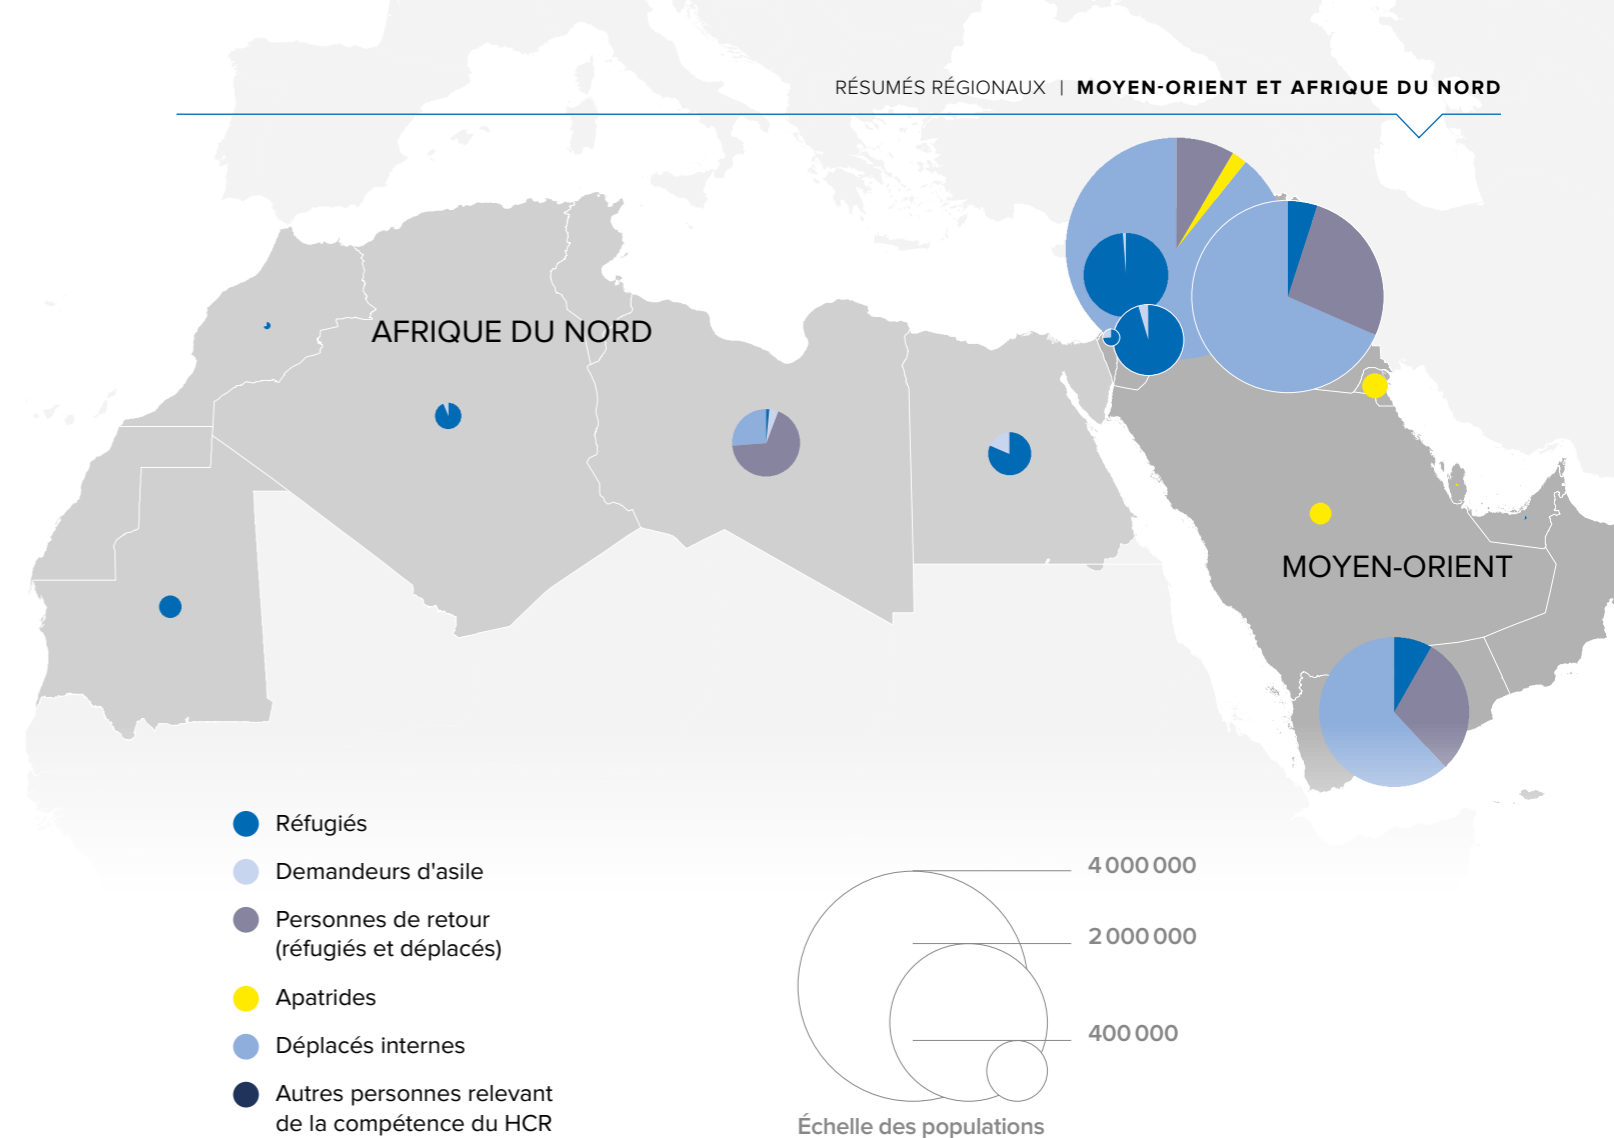 RÉSUMÉS RÉGIONAUX | MOYEN-ORIENT ET AFRIQUE DU NORD
AFRIQUE DU NORD
MOYEN-ORIENT
Réfugiés
Demandeurs d'asile
Personnes de retour
(réfugiés et déplacés)
Apatrides
Déplacés internes
Autres personnes relevant
de la compétence du HCR
4 000 000
2 000 000
400 000
Échelle des populations